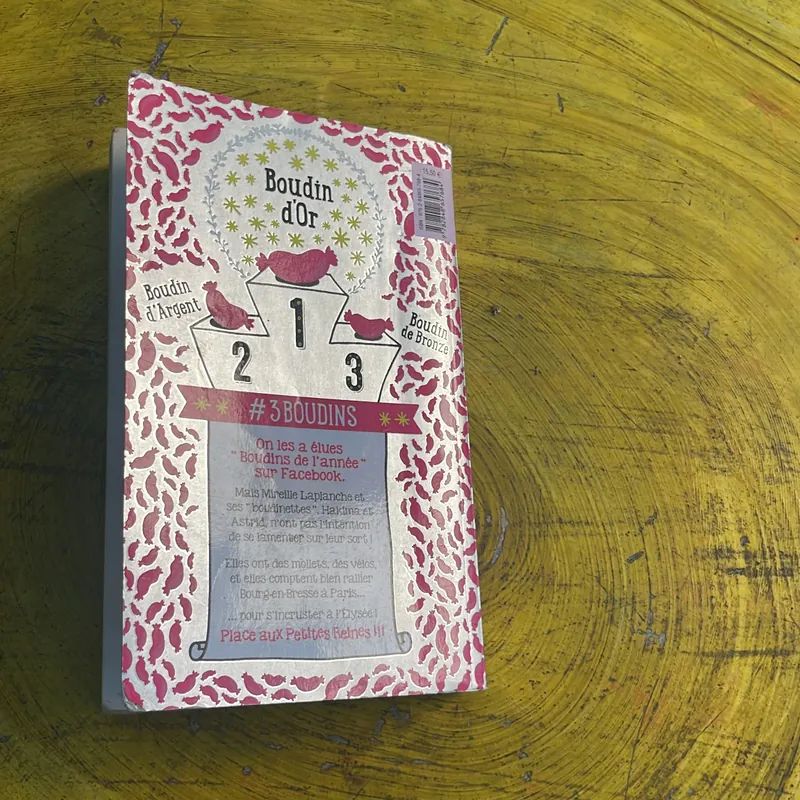 Boudin
d'Or
15,50 €
Boudin
d'Argent
Boudin
de Bronze
1
2
3
#3BOUDINS
On les a élues
"Boudins de l'année"
sur Facebook.
Mais Mireille Laplanche et
ses "boudinettes", Hakima et
Astrid, n'ont pas l'intention
de se lamenter sur leur sort !
Elles ont des mollets, des vélos,
et elles comptent bien rallier
Bourg-en-Bresse à Paris...
... pour s'incruster à l'Élysée !
Place aux Petites Reines !!!